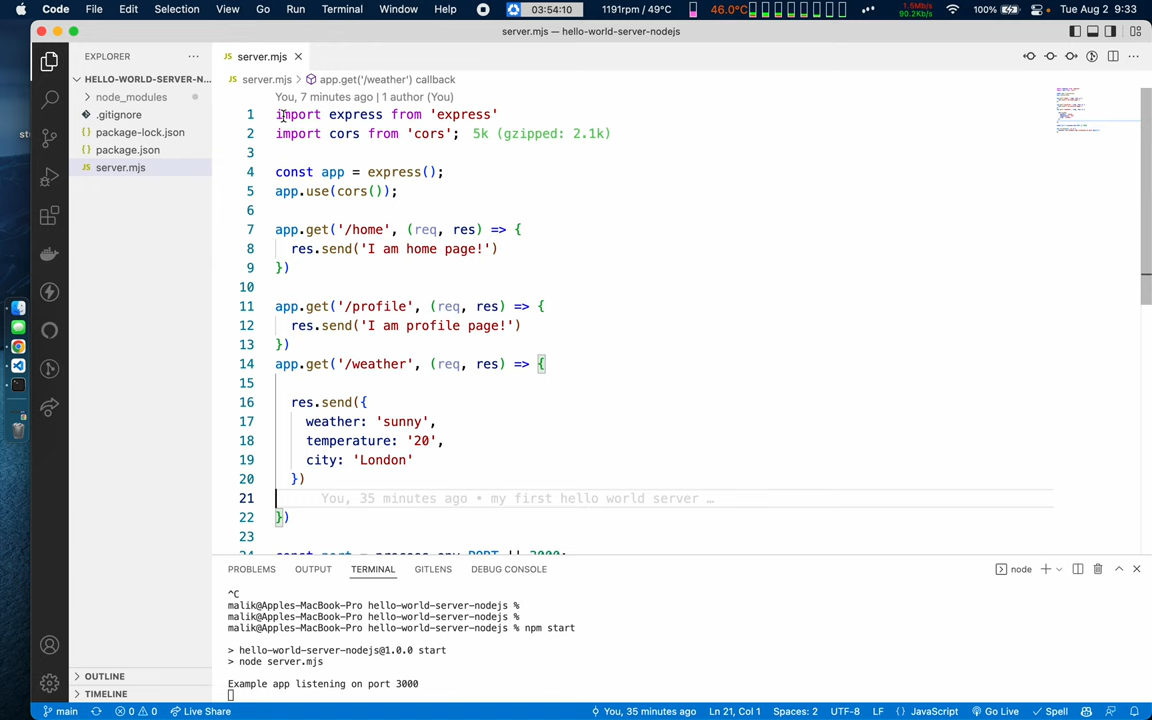 Code File Edit Selection View Go Run Terminal Window Help 03:54:10 1191rpm / 49°C 46.0°C 1.5Mb/s 90.2Kb/s 100% Tue Aug 2 9:33
server.mjs — hello-world-server-nodejs
EXPLORER ...
HELLO-WORLD-SERVER-N...
node_modules
.gitignore
package-lock.json
package.json
JS server.mjs
OUTLINE
TIMELINE
JS server.mjs
JS server.mjs > app.get('/weather') callback
You, 7 minutes ago | 1 author (You)
1 import express from 'express'
2 import cors from 'cors'; 5k (gzipped: 2.1k)
3
4 const app = express();
5 app.use(cors());
6
7 app.get('/home', (req, res) => {
8 res.send('I am home page!')
9 })
10
11 app.get('/profile', (req, res) => {
12 res.send('I am profile page!')
13 })
14 app.get('/weather', (req, res) => {
15
16 res.send({
17 weather: 'sunny',
18 temperature: '20',
19 city: 'London'
20 })
21 You, 35 minutes ago • my first hello world server …
22 })
23
24 const port = process.env.PORT || 3000;
PROBLEMS OUTPUT TERMINAL GITLENS DEBUG CONSOLE node
^C
malik@Apples-MacBook-Pro hello-world-server-nodejs %
malik@Apples-MacBook-Pro hello-world-server-nodejs %
malik@Apples-MacBook-Pro hello-world-server-nodejs % npm start
> hello-world-server-nodejs@1.0.0 start
> node server.mjs
Example app listening on port 3000
main 0 0 Live Share You, 35 minutes ago Ln 21, Col 1 Spaces: 2 UTF-8 LF {} JavaScript Go Live Spell